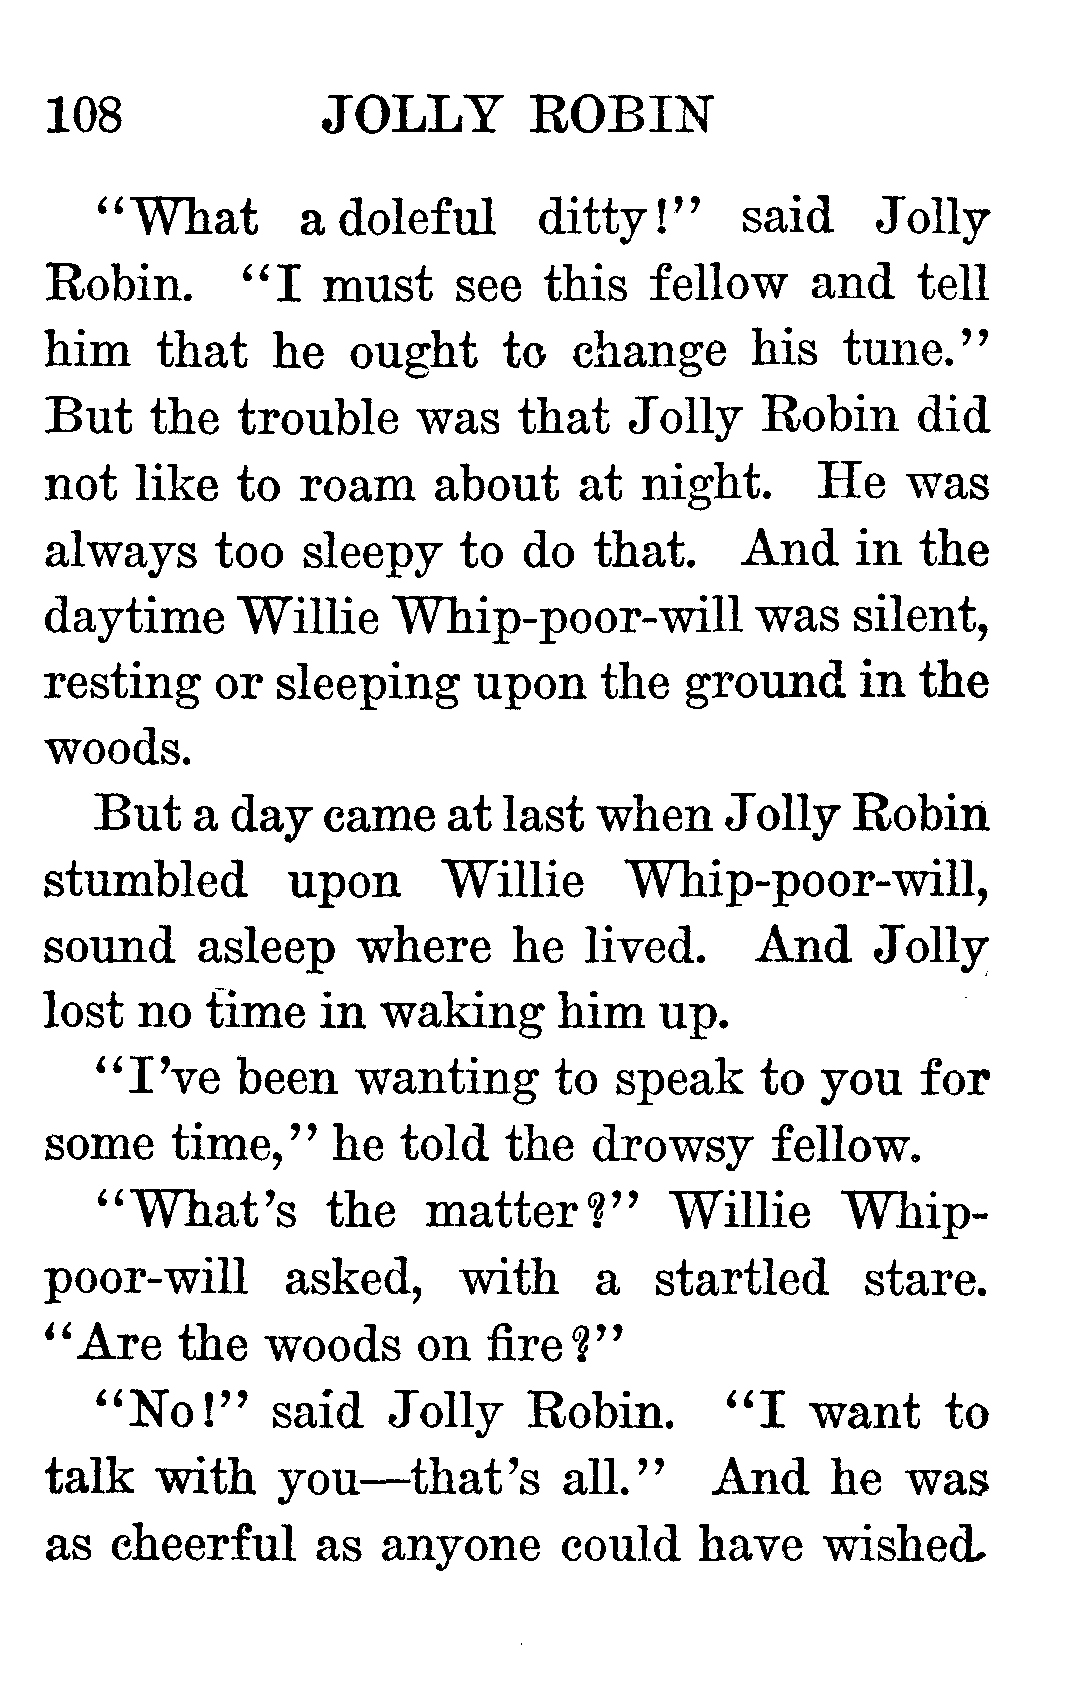 108 JOLLY ROBIN
"What a doleful ditty!" said Jolly
Robin. "I must see this fellow and tell
him that he ought to change his tune."
But the trouble was that Jolly Robin did
not like to roam about at night. He was
always too sleepy to do that. And in the
daytime Willie Whip-poor-will was silent,
resting or sleeping upon the ground in the
woods.
But a day came at last when Jolly Robin
stumbled upon Willie Whip-poor-will,
sound asleep where he lived. And Jolly
lost no time in waking him up.
"I've been wanting to speak to you for
some time," he told the drowsy fellow.
"What's the matter?" Willie Whip-
poor-will asked, with a startled stare.
"Are the woods on fire?"
"No!" said Jolly Robin. "I want to
talk with you—that's all." And he was
as cheerful as anyone could have wished.